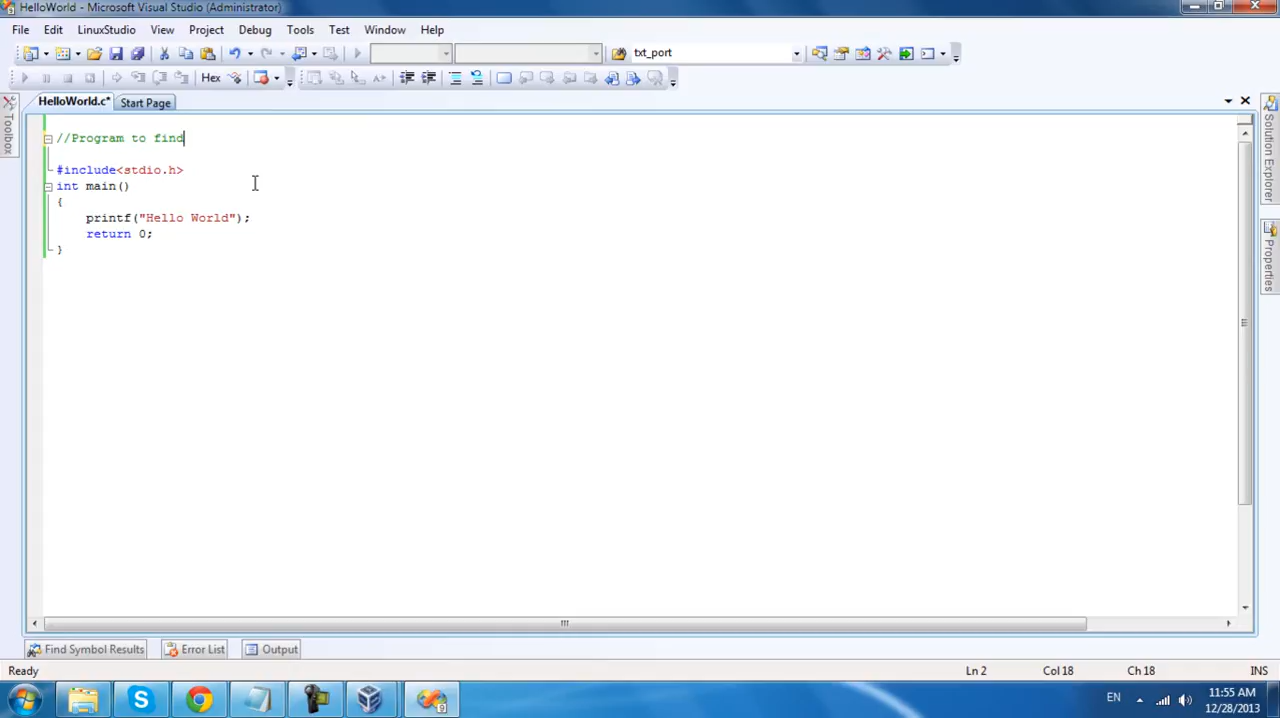 HelloWorld - Microsoft Visual Studio (Administrator)
File Edit LinuxStudio View Project Debug Tools Test Window Help
txt_port
Hex
HelloWorld.c* Start Page
Toolbox
Solution Explorer
Properties
//Program to find
#include<stdio.h>
int main()
{
printf("Hello World");
return 0;
}
Find Symbol Results Error List Output
Ready Ln 2 Col 18 Ch 18 INS
EN 11:55 AM
12/28/2013